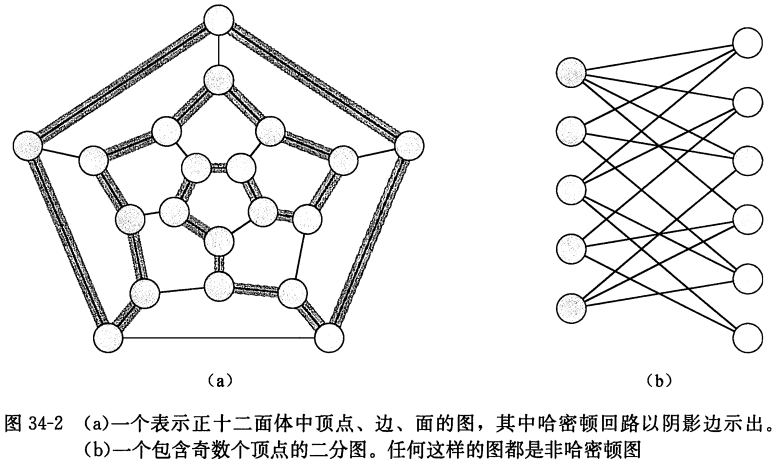 (a)
(b)
图 34-2 (a)一个表示正十二面体中顶点、边、面的图，其中哈密顿回路以阴影边示出。
(b)一个包含奇数个顶点的二分图。任何这样的图都是非哈密顿图